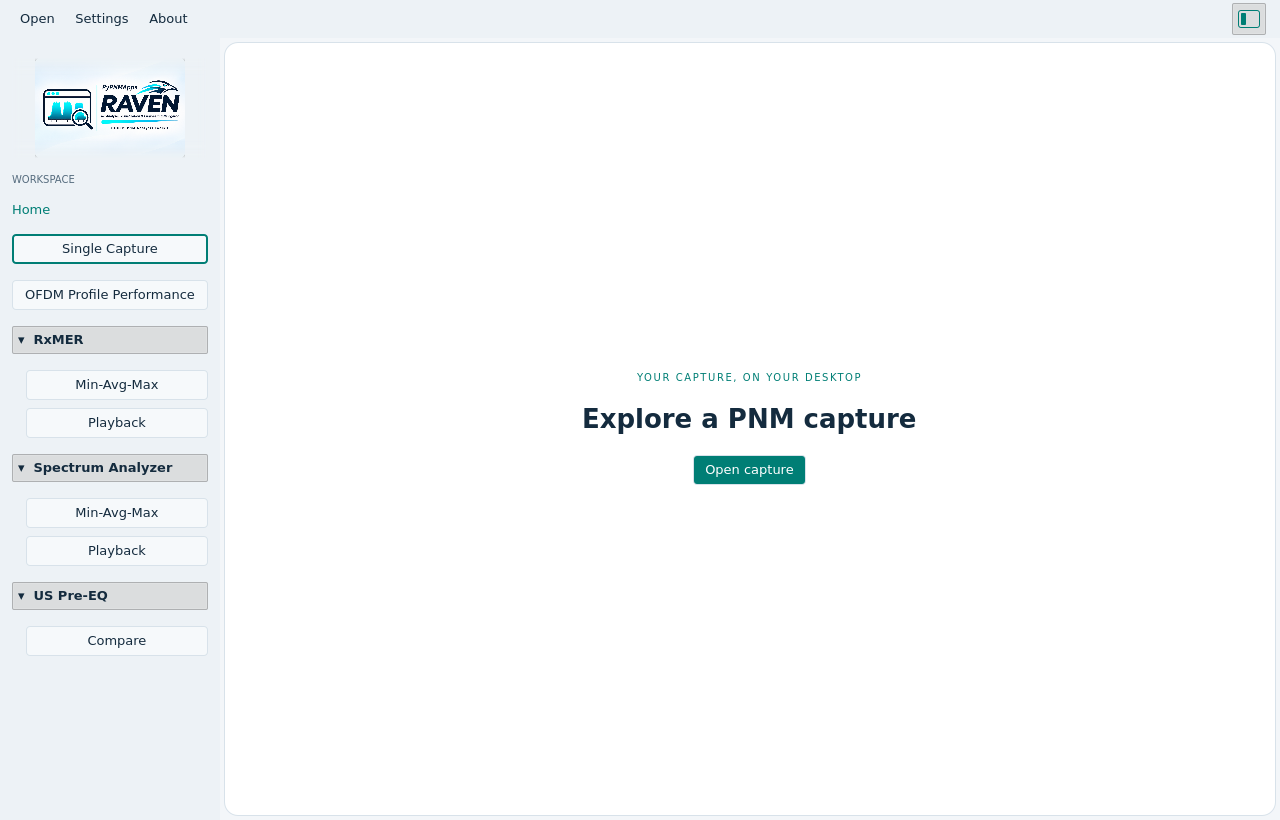 Open Settings About
PyPNMApps
RAVEN
WORKSPACE
Home
Single Capture
OFDM Profile Performance
▾ RxMER
Min-Avg-Max
Playback
▾ Spectrum Analyzer
Min-Avg-Max
Playback
▾ US Pre-EQ
Compare
YOUR CAPTURE, ON YOUR DESKTOP
Explore a PNM capture
Open capture